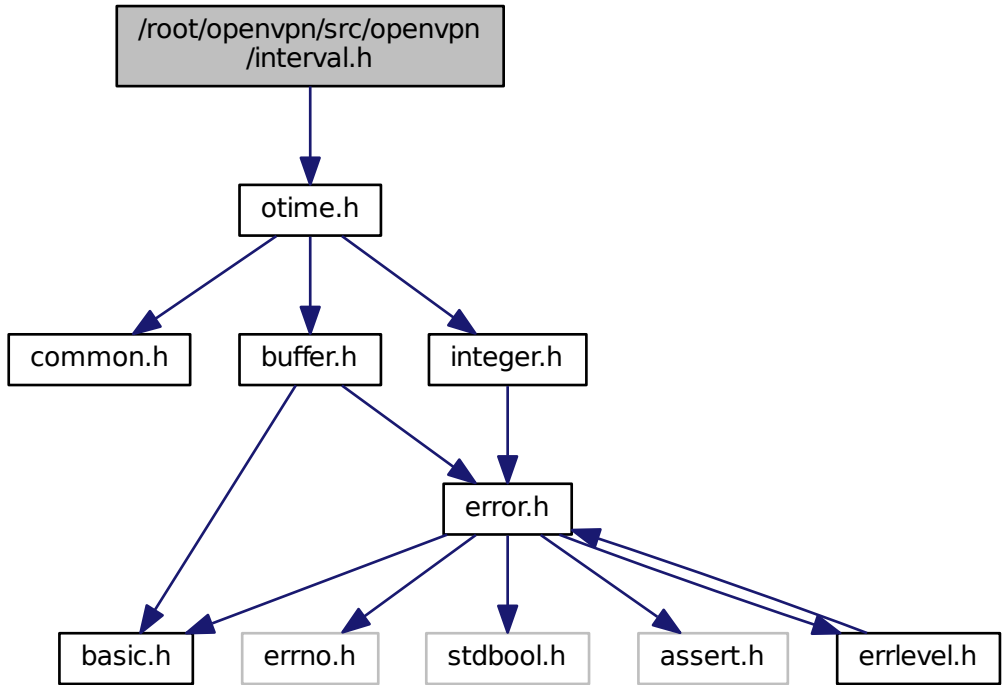 /root/openvpn/src/openvpn
/interval.h
otime.h
common.h
buffer.h
integer.h
error.h
basic.h
errno.h
stdbool.h
assert.h
errlevel.h